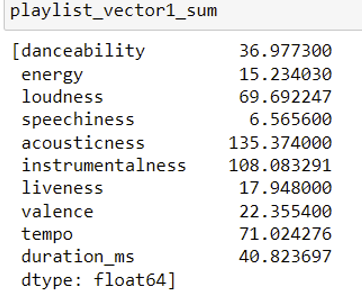 playlist_vector1_sum
[danceability 36.977300
energy 15.234030
loudness 69.692247
speechiness 6.565600
acousticness 135.374000
instrumentalness 108.083291
liveness 17.948000
valence 22.355400
tempo 71.024276
duration_ms 40.823697
dtype: float64]